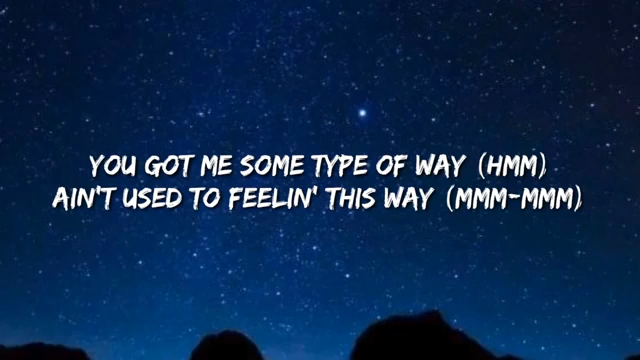 YOU GOT ME SOME TYPE OF WAY (HMM)
AIN'T USED TO FEELIN' THIS WAY (MMM-MMM)